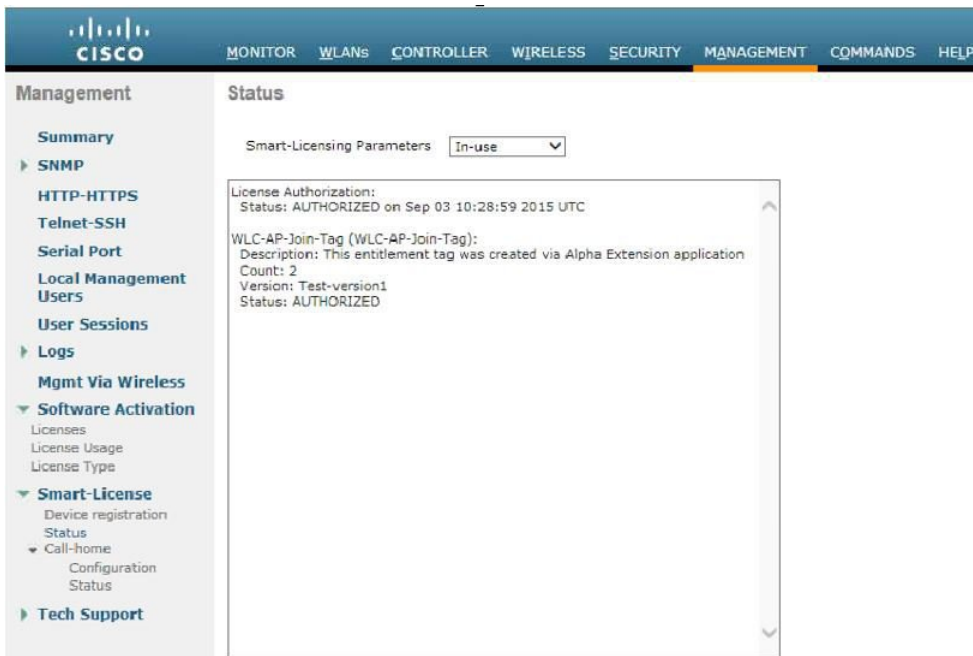 CISCO
MONITOR WLANs CONTROLLER WIRELESS SECURITY MANAGEMENT COMMANDS HELP
Management
Summary
SNMP
HTTP-HTTPS
Telnet-SSH
Serial Port
Local Management
Users
User Sessions
Logs
Mgmt Via Wireless
Software Activation
Licenses
License Usage
License Type
Smart-License
Device registration
Status
Call-home
Configuration
Status
Tech Support
Status
Smart-Licensing Parameters In-use
License Authorization:
Status: AUTHORIZED on Sep 03 10:28:59 2015 UTC
WLC-AP-Join-Tag (WLC-AP-Join-Tag):
Description: This entitlement tag was created via Alpha Extension application
Count: 2
Version: Test-version1
Status: AUTHORIZED